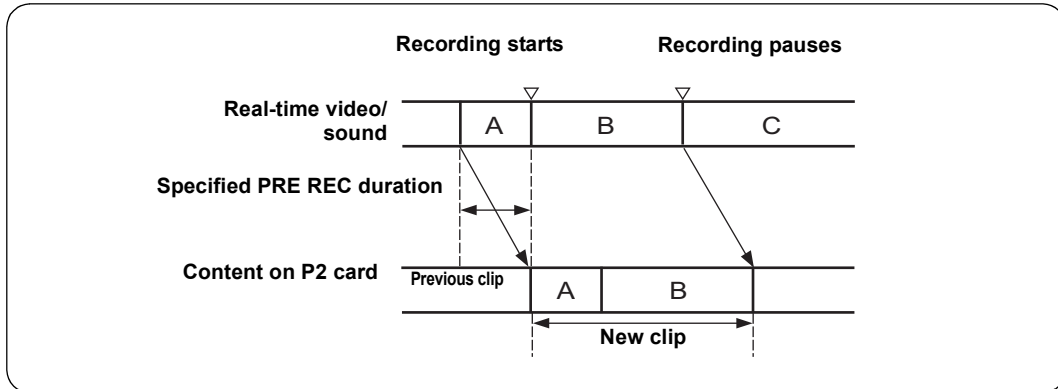 Recording starts
Recording pauses
Real-time video/
sound
A
B
C
Specified PRE REC duration
Content on P2 card
Previous clip
A
B
New clip